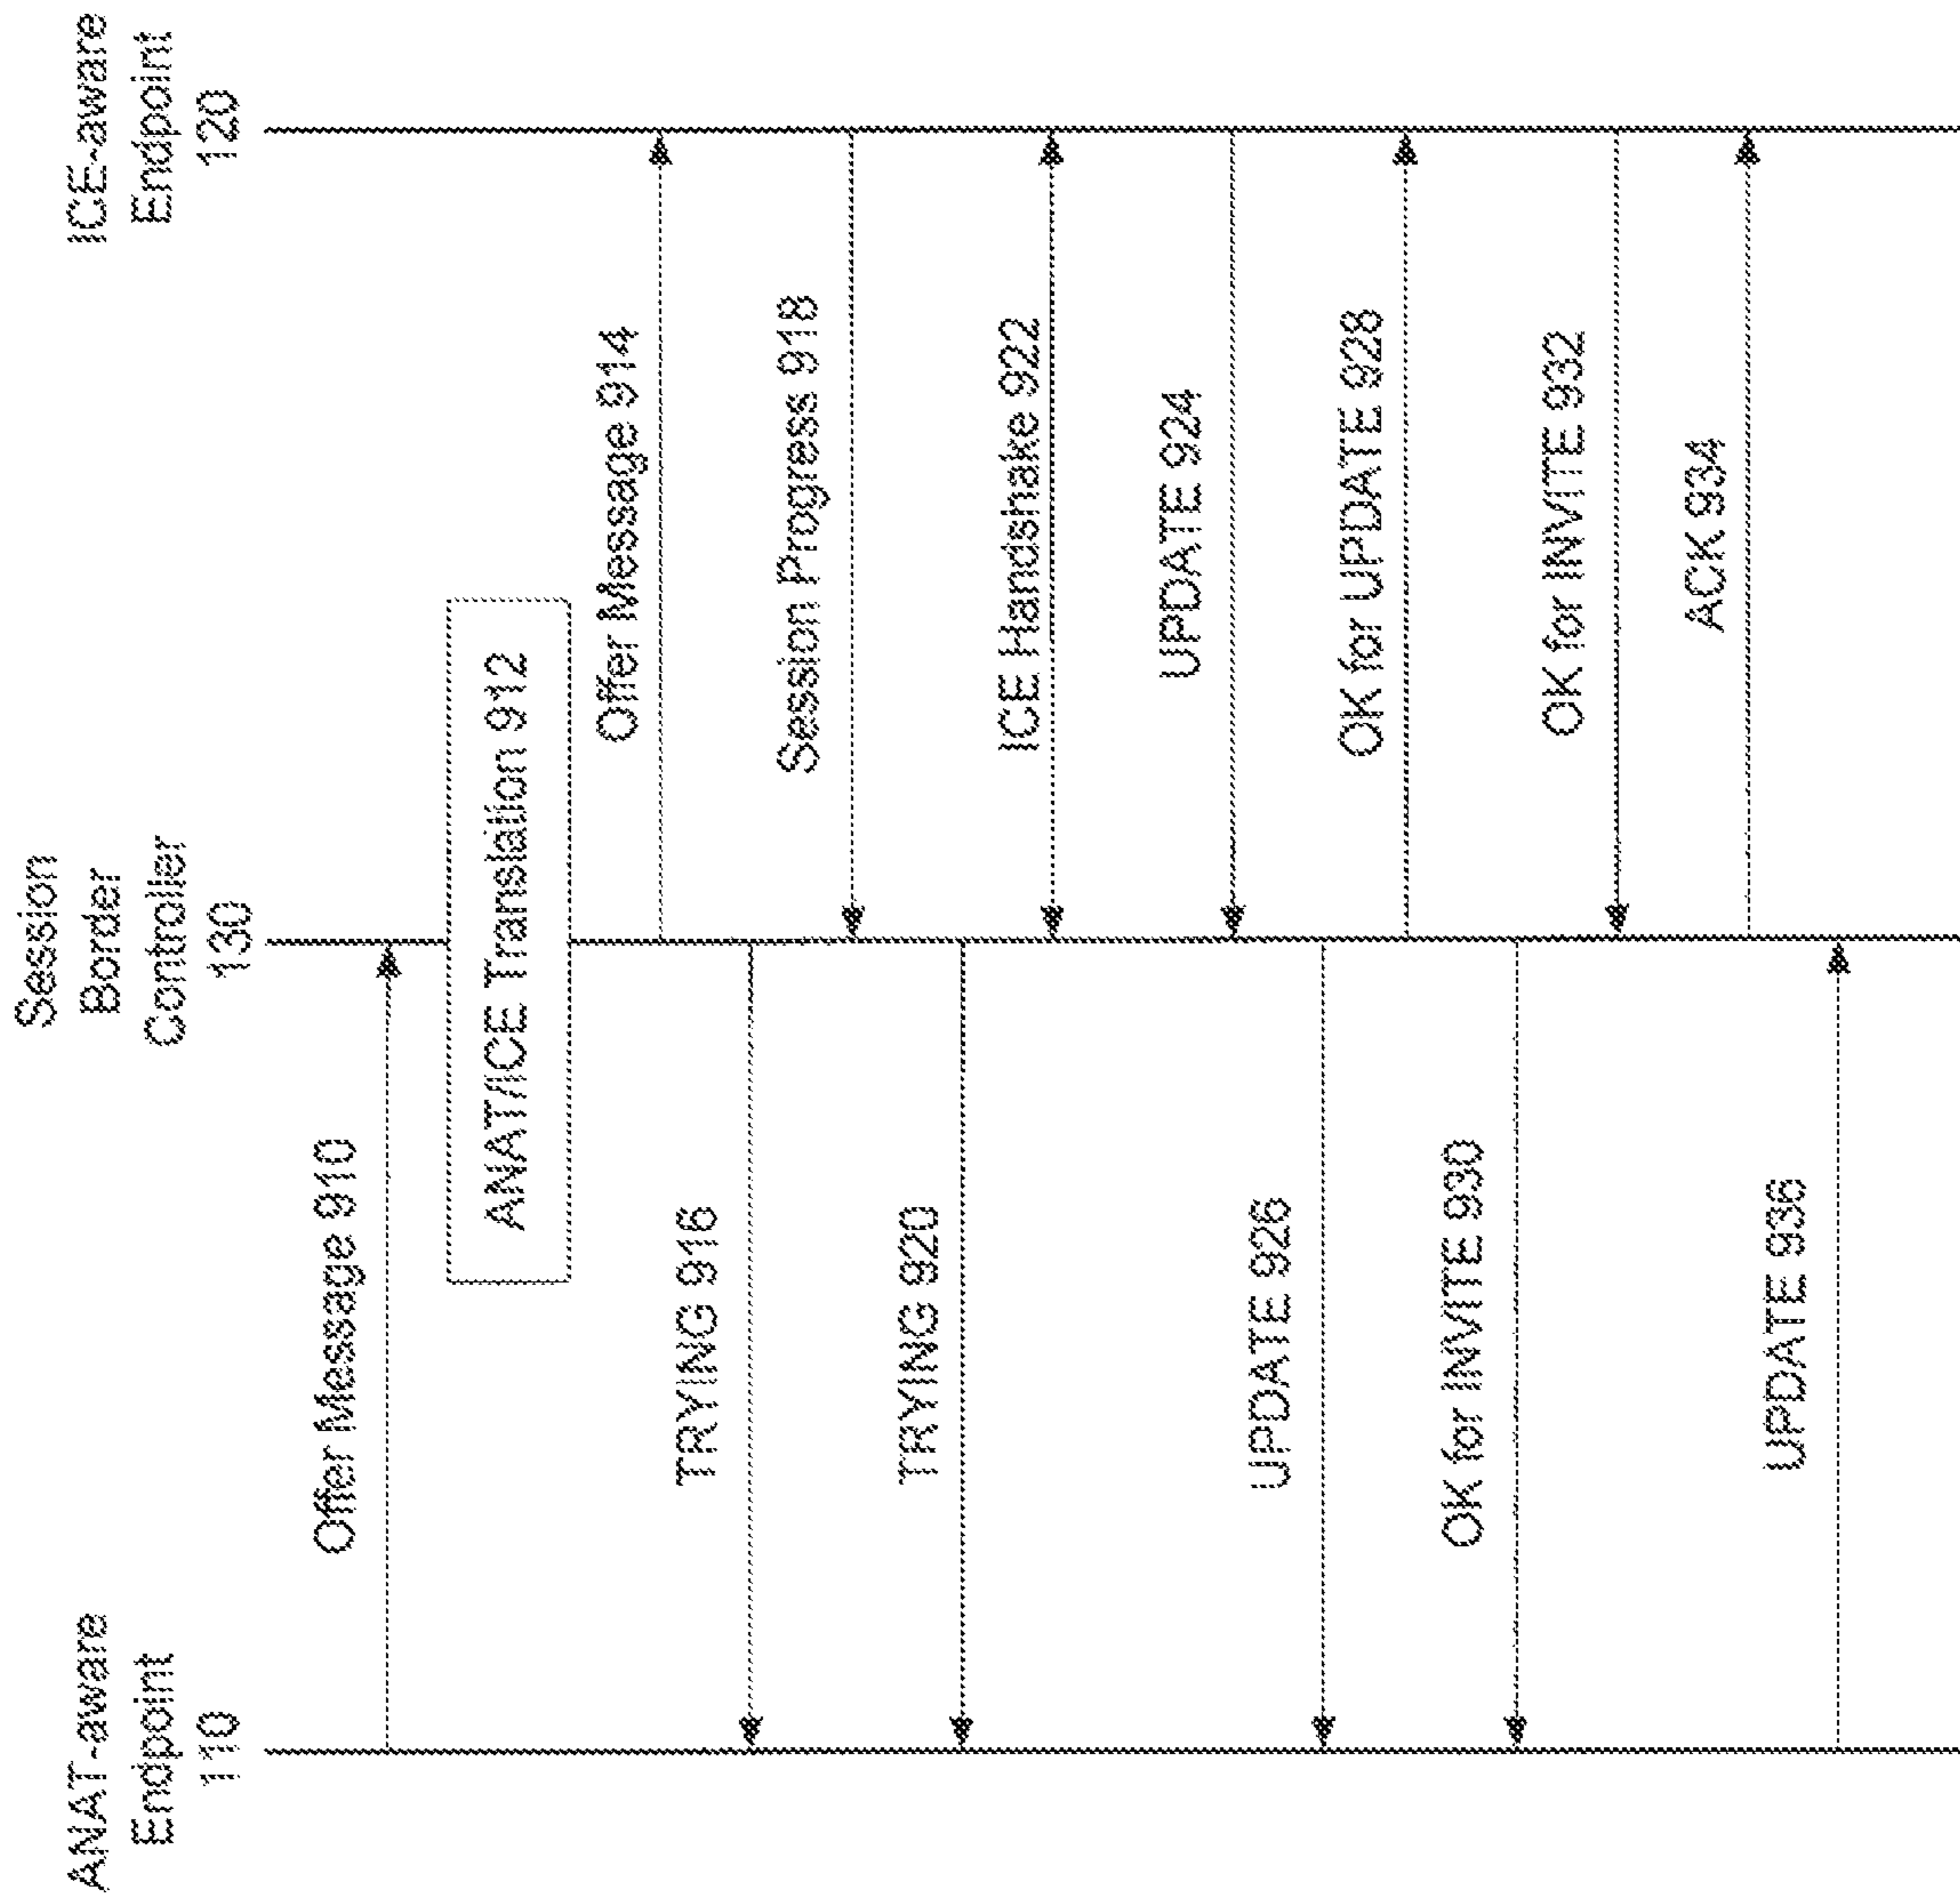 ANAT-aware
Endpoint
110
Session
Border
Controller
130
ICE-aware
Endpoint
120
Offer Message 910
ANAT/ICE Translation 912
Offer Message 914
TRYING 916
Session Progress 918
TRYING 920
ICE Handshake 922
UPDATE 924
UPDATE 926
OK for UPDATE 928
OK for INVITE 930
OK for INVITE 932
ACK 934
UPDATE 936